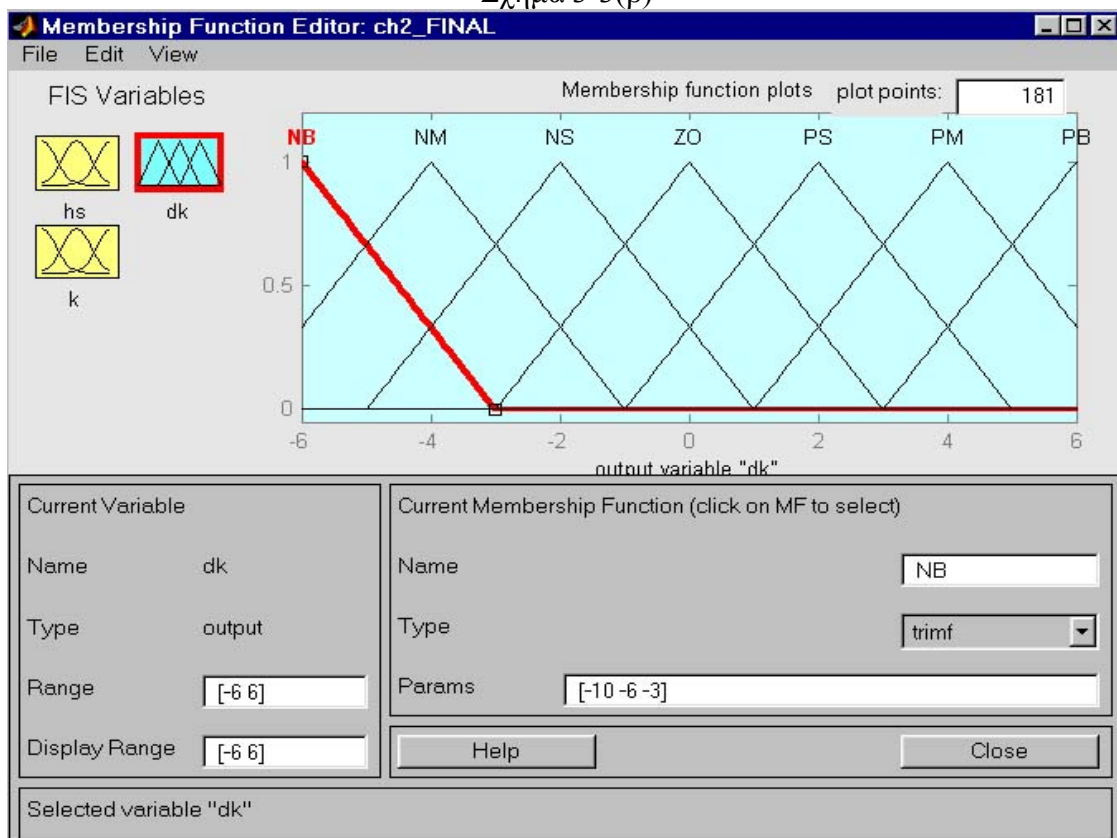 Σχήμα 3-3(β)
Membership Function Editor: ch2_FINAL
File Edit View
FIS Variables
Membership function plots plot points: 181
hs dk
k
NB NM NS ZO PS PM PB
1
0.5
0
-6 -4 -2 0 2 4 6
output variable "dk"
Current Variable
Name dk
Type output
Range [-6 6]
Display Range [-6 6]
Current Membership Function (click on MF to select)
Name NB
Type trimf
Params [-10 -6 -3]
Help Close
Selected variable "dk"